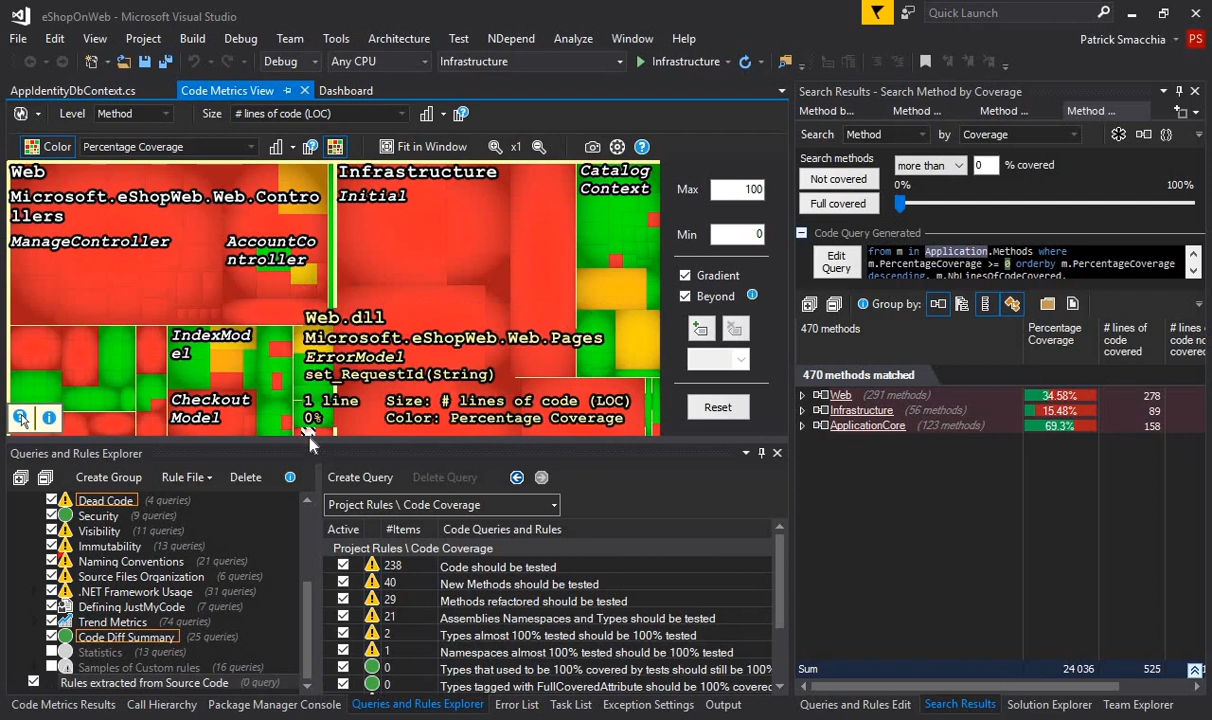 eShopOnWeb - Microsoft Visual Studio
Quick Launch
File Edit View Project Build Debug Team Tools Architecture Test NDepend Analyze Window Help
Patrick Smacchia PS
Debug Any CPU Infrastructure Infrastructure
AppIdentityDbContext.cs Code Metrics View Dashboard
Level Method Size # lines of code (LOC)
Color Percentage Coverage Fit in Window x1
Web
Microsoft.eShopWeb.Web.Contro
llers
ManageController
AccountCo
ntroller
Infrastructure
Initial
Catalog
Context
IndexMod
el
Checkout
Model
Web.dll
Microsoft.eShopWeb.Web.Pages
ErrorModel
set_RequestId(String)
1 line Size: # lines of code (LOC)
0% Color: Percentage Coverage
Max 100
Min 0
Gradient
Beyond
Reset
Search Results - Search Method by Coverage
Method b... Method ... Method ... Method ...
Search Method by Coverage
Search methods more than 0 % covered
Not covered 0% 100%
Full covered
Code Query Generated
Edit
Query
from m in Application.Methods where
m.PercentageCoverage >= 0 orderby m.PercentageCoverage
descending, m.NbLinesOfCodeCovered,
Group by:
470 methods
Percentage
Coverage
# lines of
code
covered
# lines o
code no
470 methods matched
Web (291 methods) 34.58% 278
Infrastructure (56 methods) 15.48% 89
ApplicationCore (123 methods) 69.3% 158
Sum 24 036 525
Queries and Rules Explorer
Create Group Rule File Delete
Dead Code (4 queries)
Security (9 queries)
Visibility (11 queries)
Immutability (13 queries)
Naming Conventions (21 queries)
Source Files Organization (6 queries)
.NET Framework Usage (31 queries)
Defining JustMyCode (7 queries)
Trend Metrics (74 queries)
Code Diff Summary (25 queries)
Statistics (13 queries)
Samples of Custom rules (16 queries)
Rules extracted from Source Code (0 query)
Create Query Delete Query
Project Rules \ Code Coverage
Active #Items Code Queries and Rules
Project Rules \ Code Coverage
238 Code should be tested
40 New Methods should be tested
29 Methods refactored should be tested
21 Assemblies Namespaces and Types should be tested
2 Types almost 100% tested should be 100% tested
1 Namespaces almost 100% tested should be 100% tested
0 Types that used to be 100% covered by tests should still be 100%
0 Types tagged with FullCoveredAttribute should be 100% covered
Code Metrics Results Call Hierarchy Package Manager Console Queries and Rules Explorer Error List Task List Exception Settings Output
Queries and Rules Edit Search Results Solution Explorer Team Explorer